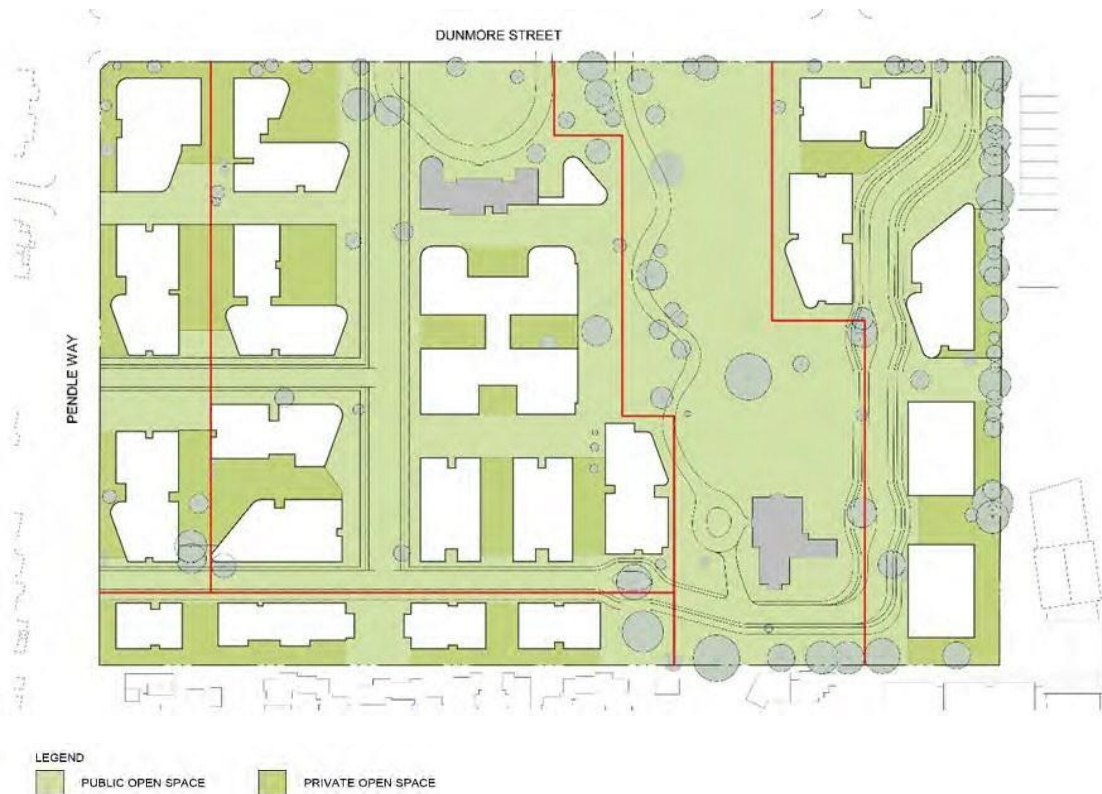 DUNMORE STREET
PENDLE WAY
LEGEND
PUBLIC OPEN SPACE
PRIVATE OPEN SPACE